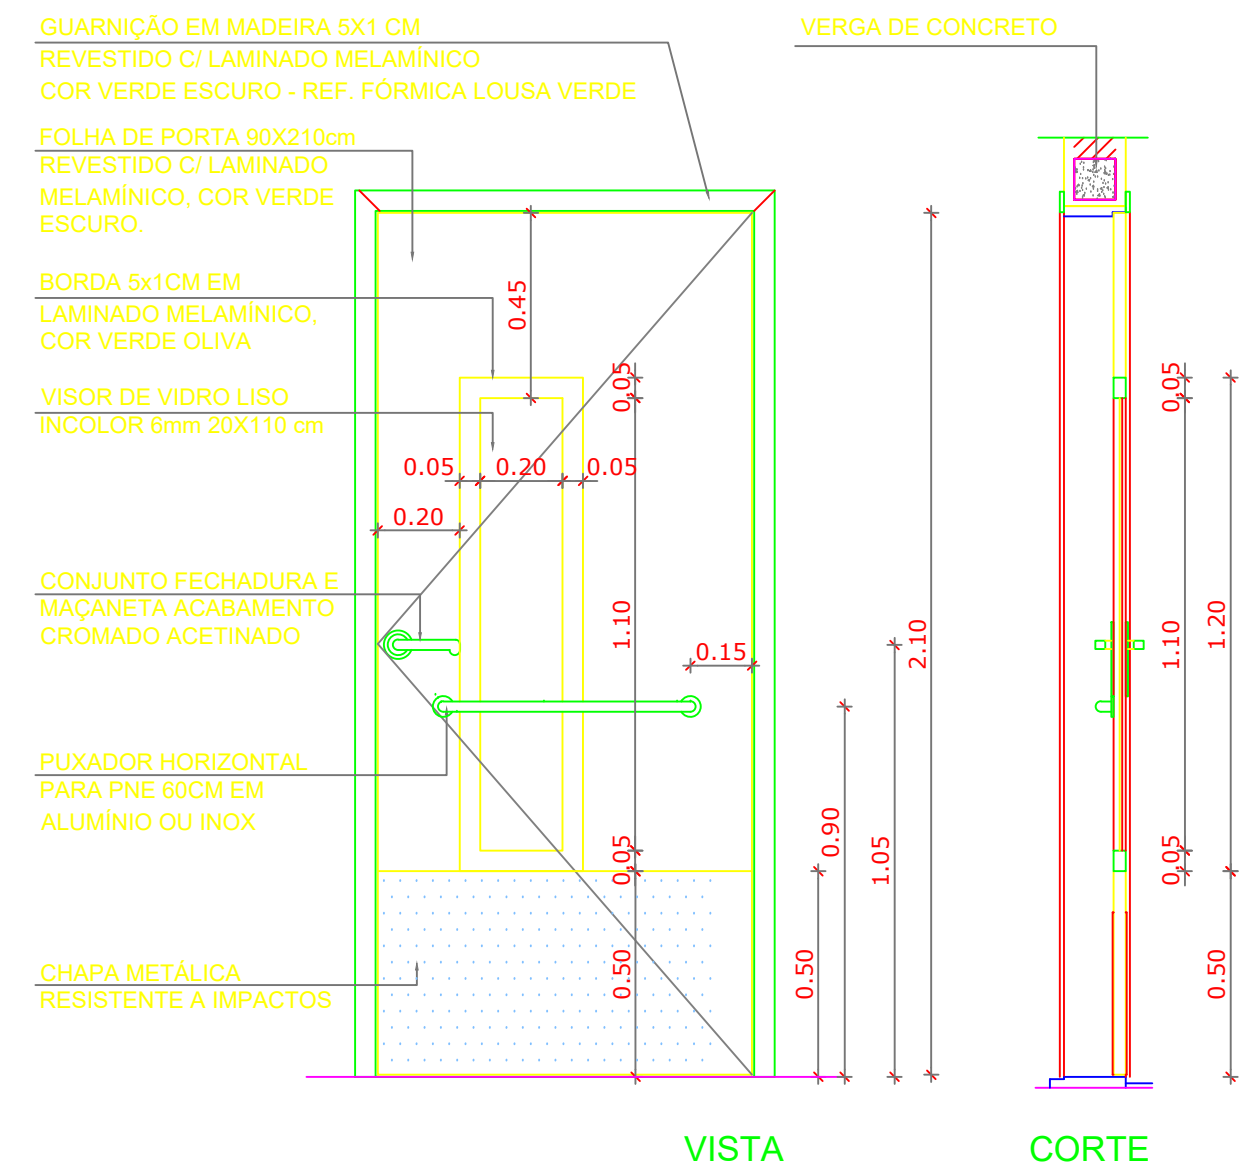 GUARNIÇÃO EM MADEIRA 5X1 CM
REVESTIDO C/ LAMINADO MELAMÍNICO
COR VERDE ESCURO - REF. FÓRMICA LOUSA VERDE
VERGA DE CONCRETO
FOLHA DE PORTA 90X210cm
REVESTIDO C/ LAMINADO
MELAMÍNICO, COR VERDE
ESCURO.
BORDA 5x1CM EM
LAMINADO MELAMÍNICO,
COR VERDE OLIVA
VISOR DE VIDRO LISO
INCOLOR 6mm 20X110 cm
CONJUNTO FECHADURA E
MAÇANETA ACABAMENTO
CROMADO ACETINADO
PUXADOR HORIZONTAL
PARA PNE 60CM EM
ALUMÍNIO OU INOX
CHAPA METÁLICA
RESISTENTE A IMPACTOS
0.45
0.05
0.05
0.20
0.05
0.20
1.10
0.15
0.05
0.50
0.50
0.90
1.05
2.10
0.05
1.10
1.20
0.05
0.50
VISTA
CORTE